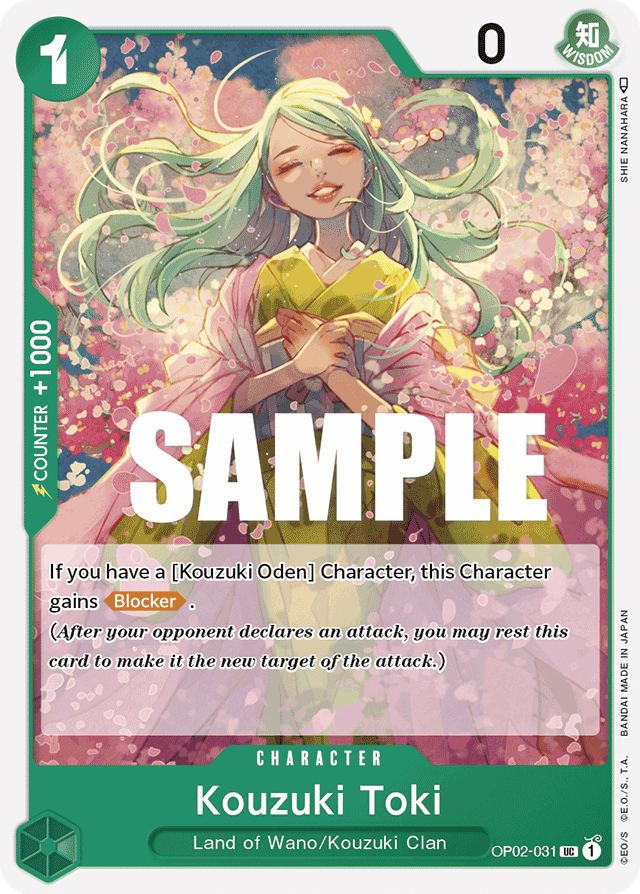 1
0
知
WISDOM
SHIE NANAHARA
COUNTER +1000
SAMPLE
If you have a [Kouzuki Oden] Character, this Character
gains Blocker .
(After your opponent declares an attack, you may rest this
card to make it the new target of the attack.)
CHARACTER
Kouzuki Toki
Land of Wano/Kouzuki Clan
OP02-031 UC 1
©E.O/S ©E.O./S., T.A. BANDAI MADE IN JAPAN